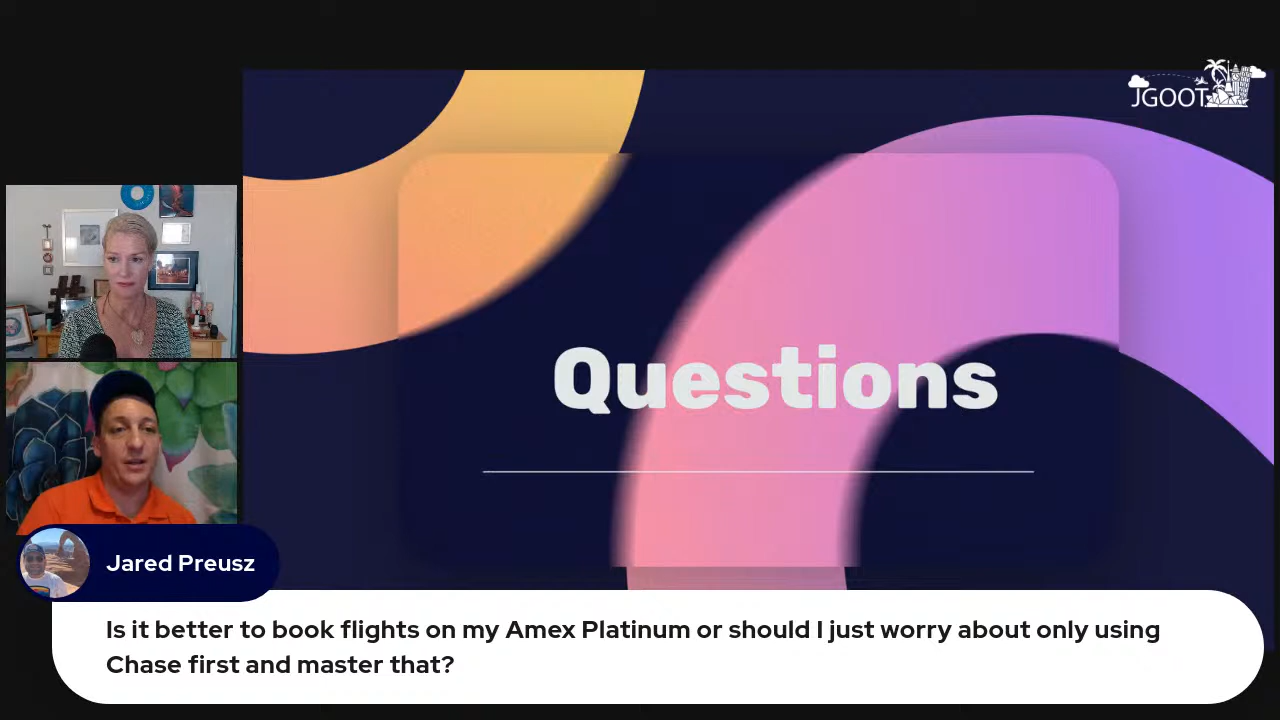 JGOOT
Questions
Jared Preusz
Is it better to book flights on my Amex Platinum or should I just worry about only using
Chase first and master that?